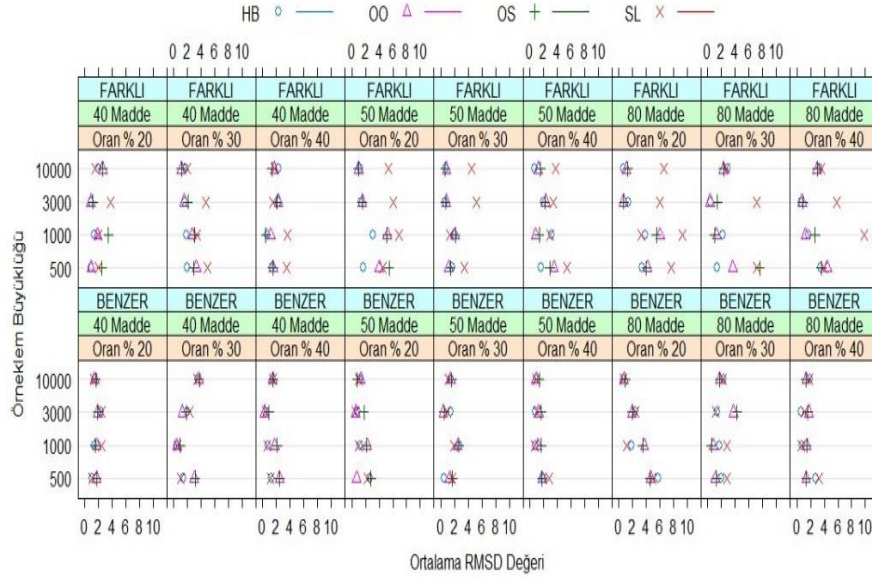 HB OO OS SL
0 2 4 6 8 10 0 2 4 6 8 10 0 2 4 6 8 10 0 2 4 6 8 10
FARKLI FARKLI FARKLI FARKLI FARKLI FARKLI FARKLI FARKLI FARKLI
40 Madde 40 Madde 40 Madde 50 Madde 50 Madde 50 Madde 80 Madde 80 Madde 80 Madde
Oran % 20 Oran % 30 Oran % 40 Oran % 20 Oran % 30 Oran % 40 Oran % 20 Oran % 30 Oran % 40
10000
3000
1000
500
BENZER BENZER BENZER BENZER BENZER BENZER BENZER BENZER BENZER
40 Madde 40 Madde 40 Madde 50 Madde 50 Madde 50 Madde 80 Madde 80 Madde 80 Madde
Oran % 20 Oran % 30 Oran % 40 Oran % 20 Oran % 30 Oran % 40 Oran % 20 Oran % 30 Oran % 40
10000
3000
1000
500
Örneklem Büyüklüğü
0 2 4 6 8 10 0 2 4 6 8 10 0 2 4 6 8 10 0 2 4 6 8 10 0 2 4 6 8 10
Ortalama RMSD Değeri